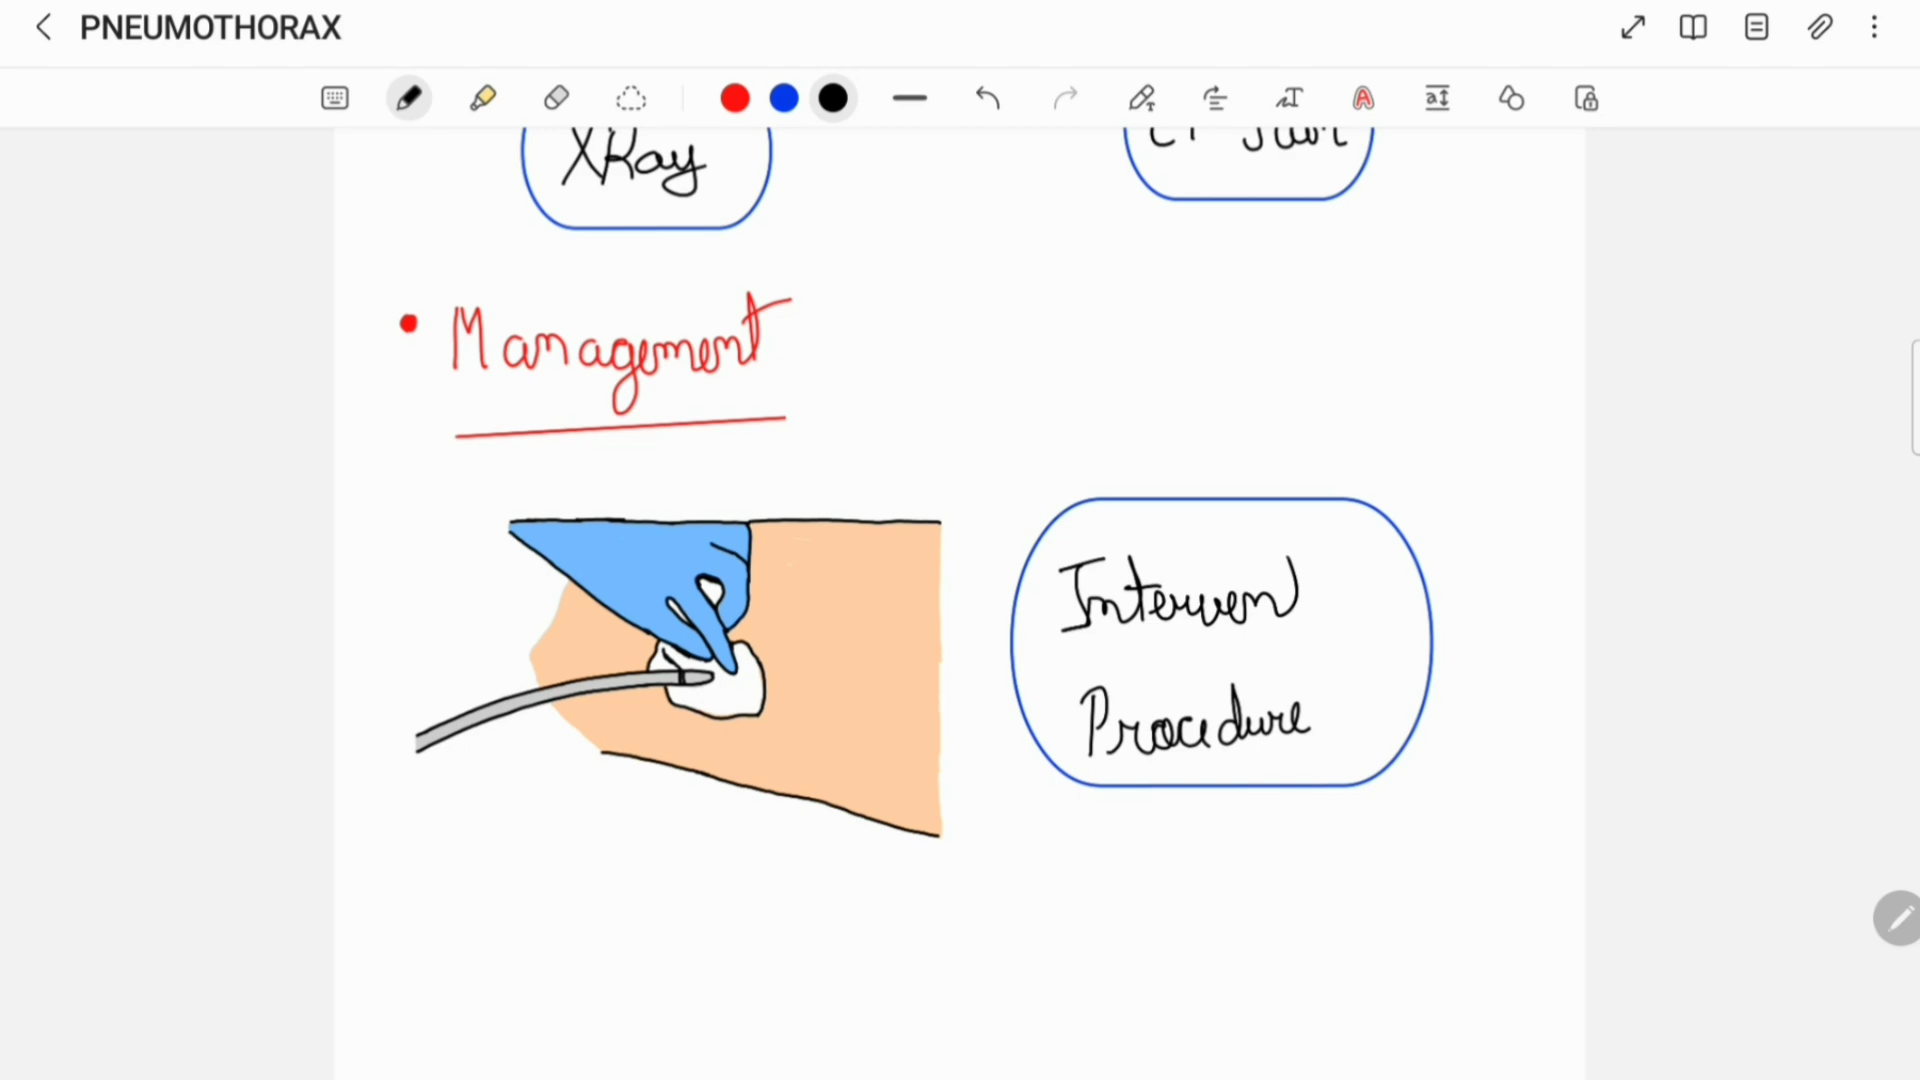 PNEUMOTHORAX
XRay
Management
Interven
Procedure